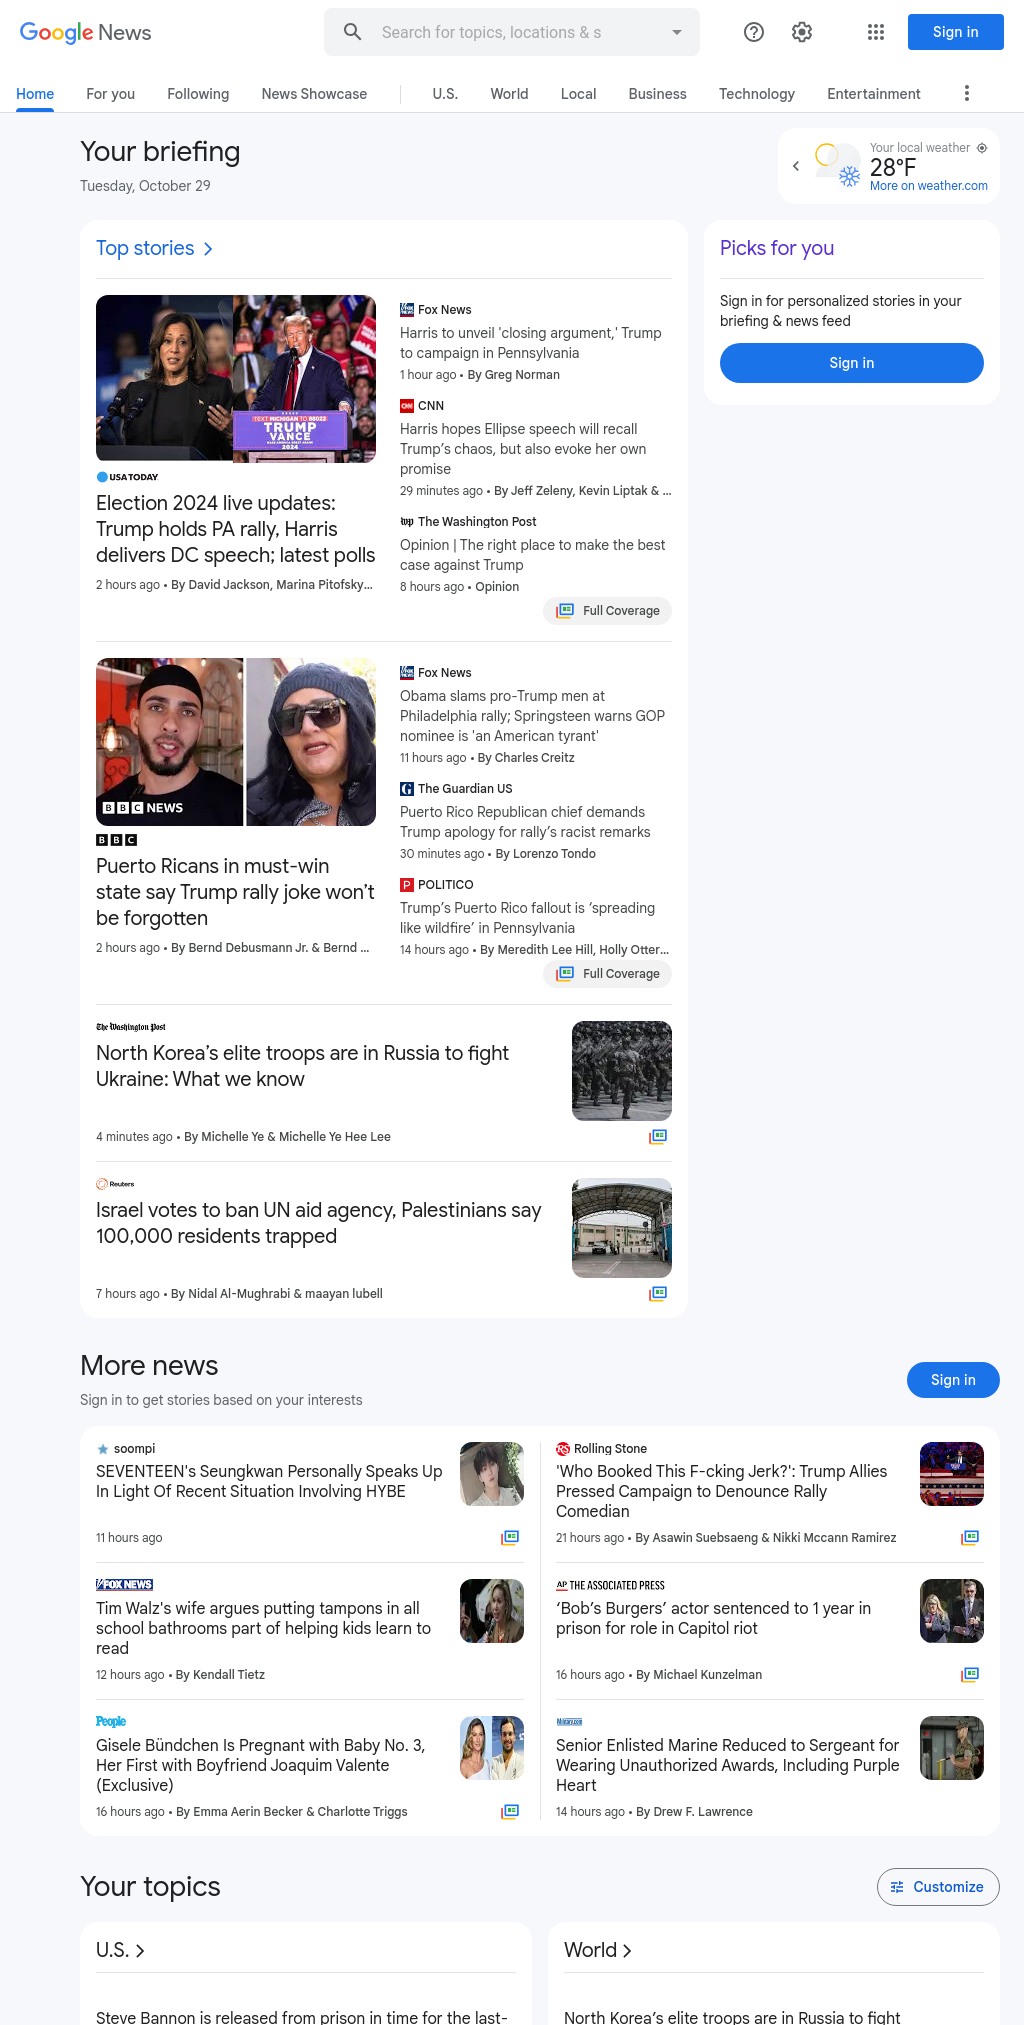 Google News
Search for topics, locations & s
Sign in
Home
For you
Following
News Showcase
U.S.
World
Local
Business
Technology
Entertainment
Your briefing
Tuesday, October 29
Your local weather
28°F
More on weather.com
Top stories
TEXT MICHIGAN TO 88022
TRUMP
VANCE
2024
USA TODAY
Election 2024 live updates:
Trump holds PA rally, Harris
delivers DC speech; latest polls
2 hours ago • By David Jackson, Marina Pitofsky...
Fox News
Harris to unveil 'closing argument,' Trump
to campaign in Pennsylvania
1 hour ago • By Greg Norman
CNN
Harris hopes Ellipse speech will recall
Trump’s chaos, but also evoke her own
promise
29 minutes ago • By Jeff Zeleny, Kevin Liptak & ...
The Washington Post
Opinion | The right place to make the best
case against Trump
8 hours ago • Opinion
Full Coverage
Picks for you
Sign in for personalized stories in your
briefing & news feed
Sign in
BBC NEWS
BBC
Puerto Ricans in must-win
state say Trump rally joke won’t
be forgotten
2 hours ago • By Bernd Debusmann Jr. & Bernd ...
Fox News
Obama slams pro-Trump men at
Philadelphia rally; Springsteen warns GOP
nominee is 'an American tyrant'
11 hours ago • By Charles Creitz
The Guardian US
Puerto Rico Republican chief demands
Trump apology for rally’s racist remarks
30 minutes ago • By Lorenzo Tondo
POLITICO
Trump’s Puerto Rico fallout is ‘spreading
like wildfire’ in Pennsylvania
14 hours ago • By Meredith Lee Hill, Holly Otter...
Full Coverage
The Washington Post
North Korea’s elite troops are in Russia to fight
Ukraine: What we know
4 minutes ago • By Michelle Ye & Michelle Ye Hee Lee
Reuters
Israel votes to ban UN aid agency, Palestinians say
100,000 residents trapped
7 hours ago • By Nidal Al-Mughrabi & maayan lubell
More news
Sign in to get stories based on your interests
Sign in
soompi
SEVENTEEN's Seungkwan Personally Speaks Up
In Light Of Recent Situation Involving HYBE
11 hours ago
Rolling Stone
'Who Booked This F-cking Jerk?': Trump Allies
Pressed Campaign to Denounce Rally
Comedian
21 hours ago • By Asawin Suebsaeng & Nikki Mccann Ramirez
FOX NEWS
Tim Walz's wife argues putting tampons in all
school bathrooms part of helping kids learn to
read
12 hours ago • By Kendall Tietz
AP THE ASSOCIATED PRESS
‘Bob’s Burgers’ actor sentenced to 1 year in
prison for role in Capitol riot
16 hours ago • By Michael Kunzelman
People
Gisele Bündchen Is Pregnant with Baby No. 3,
Her First with Boyfriend Joaquim Valente
(Exclusive)
16 hours ago • By Emma Aerin Becker & Charlotte Triggs
Military.com
Senior Enlisted Marine Reduced to Sergeant for
Wearing Unauthorized Awards, Including Purple
Heart
14 hours ago • By Drew F. Lawrence
Your topics
Customize
U.S.
World
Steve Bannon is released from prison in time for the last-
North Korea’s elite troops are in Russia to fight